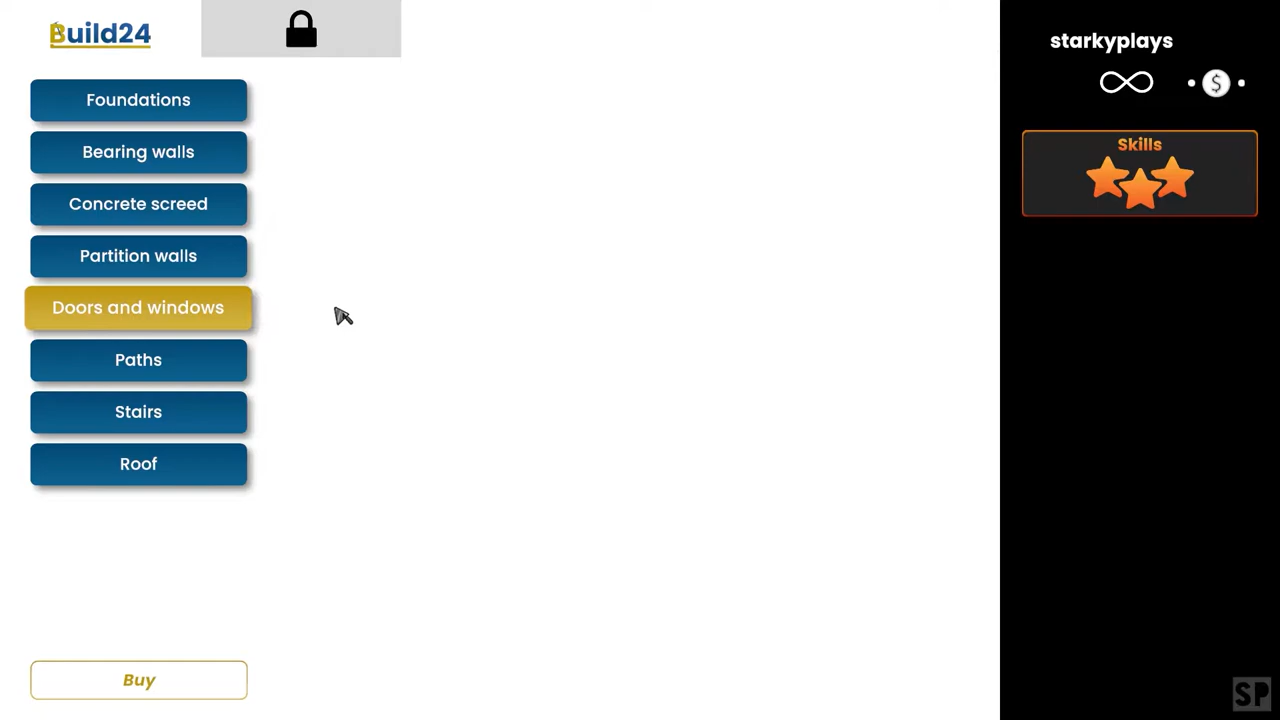 Build24
Foundations
Bearing walls
Concrete screed
Partition walls
Doors and windows
Paths
Stairs
Roof
Buy
starkyplays
$
Skills
SP